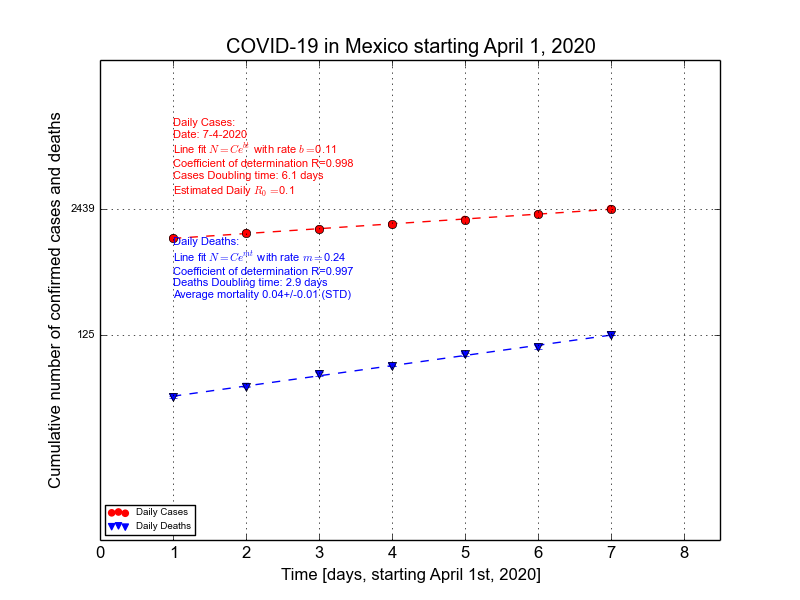 COVID-19 in Mexico starting April 1, 2020
Cumulative number of confirmed cases and deaths
Daily Cases:
Date: 7-4-2020
Line fit N = Ce^{bt} with rate b =0.11
Coefficient of determination R=0.998
Cases Doubling time: 6.1 days
Estimated Daily R_0 =0.1
2439
Daily Deaths:
Line fit N = Ce^{mt} with rate m =0.24
Coefficient of determination R=0.997
Deaths Doubling time: 2.9 days
Average mortality 0.04+/-0.01 (STD)
125
Daily Cases
Daily Deaths
0 1 2 3 4 5 6 7 8
Time [days, starting April 1st, 2020]